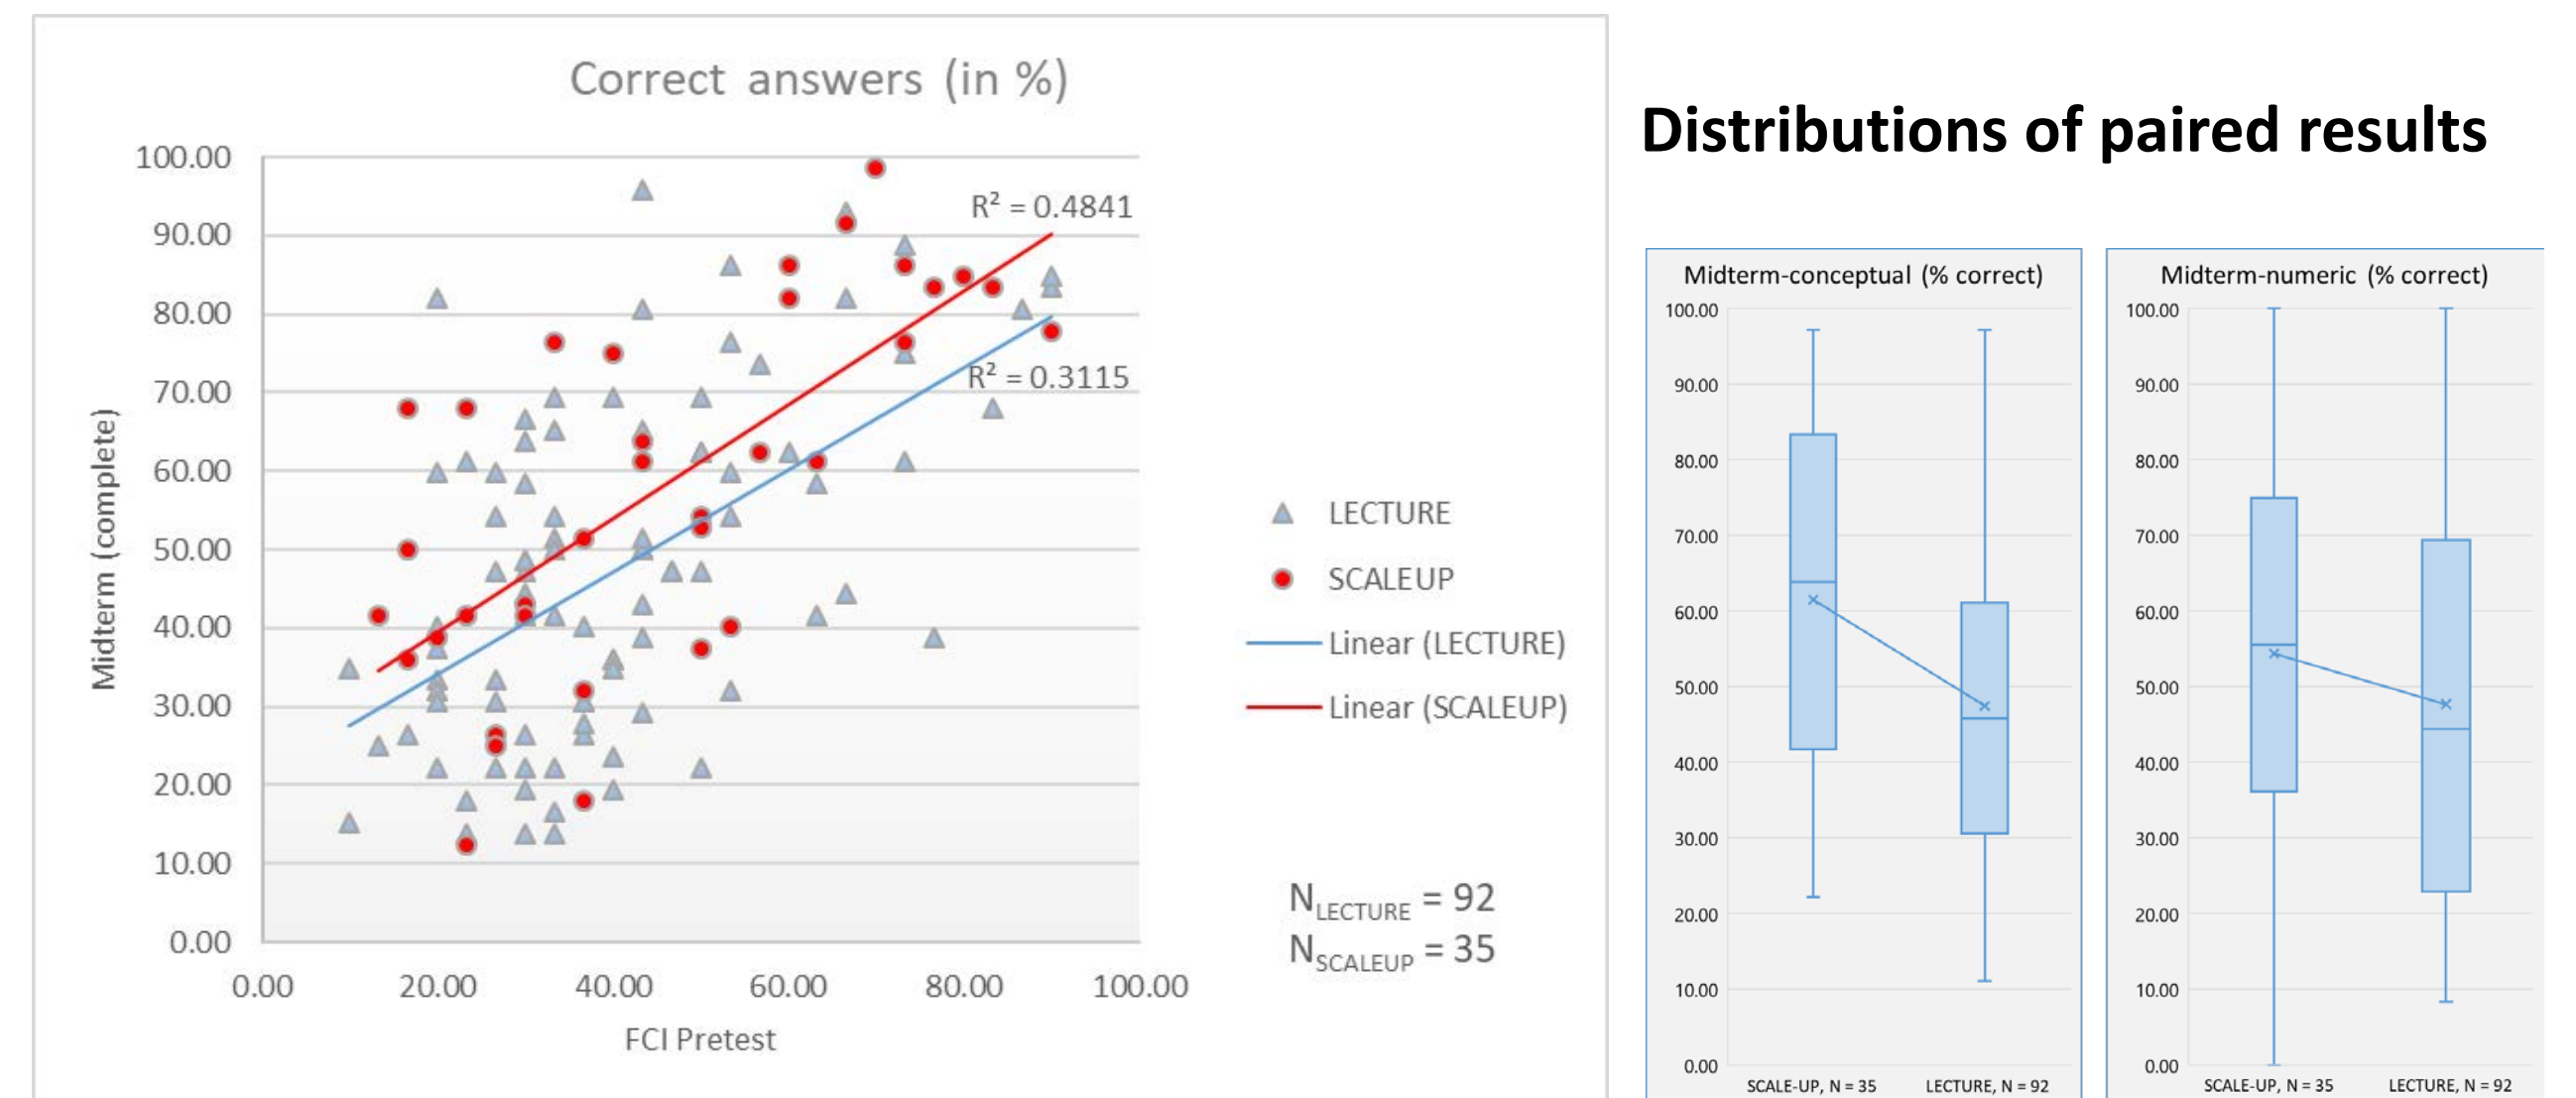 Correct answers (in %)
100.00
90.00
80.00
70.00
60.00
50.00
40.00
30.00
20.00
10.00
0.00
Midterm (complete)
0.00 20.00 40.00 60.00 80.00 100.00
FCI Pretest
R² = 0.4841
R² = 0.3115
LECTURE
SCALEUP
Linear (LECTURE)
Linear (SCALEUP)
N_LECTURE = 92
N_SCALEUP = 35
Distributions of paired results
Midterm-conceptual (% correct)
100.00
90.00
80.00
70.00
60.00
50.00
40.00
30.00
20.00
10.00
0.00
SCALE-UP, N = 35 LECTURE, N = 92
Midterm-numeric (% correct)
100.00
90.00
80.00
70.00
60.00
50.00
40.00
30.00
20.00
10.00
0.00
SCALE-UP, N = 35 LECTURE, N = 92